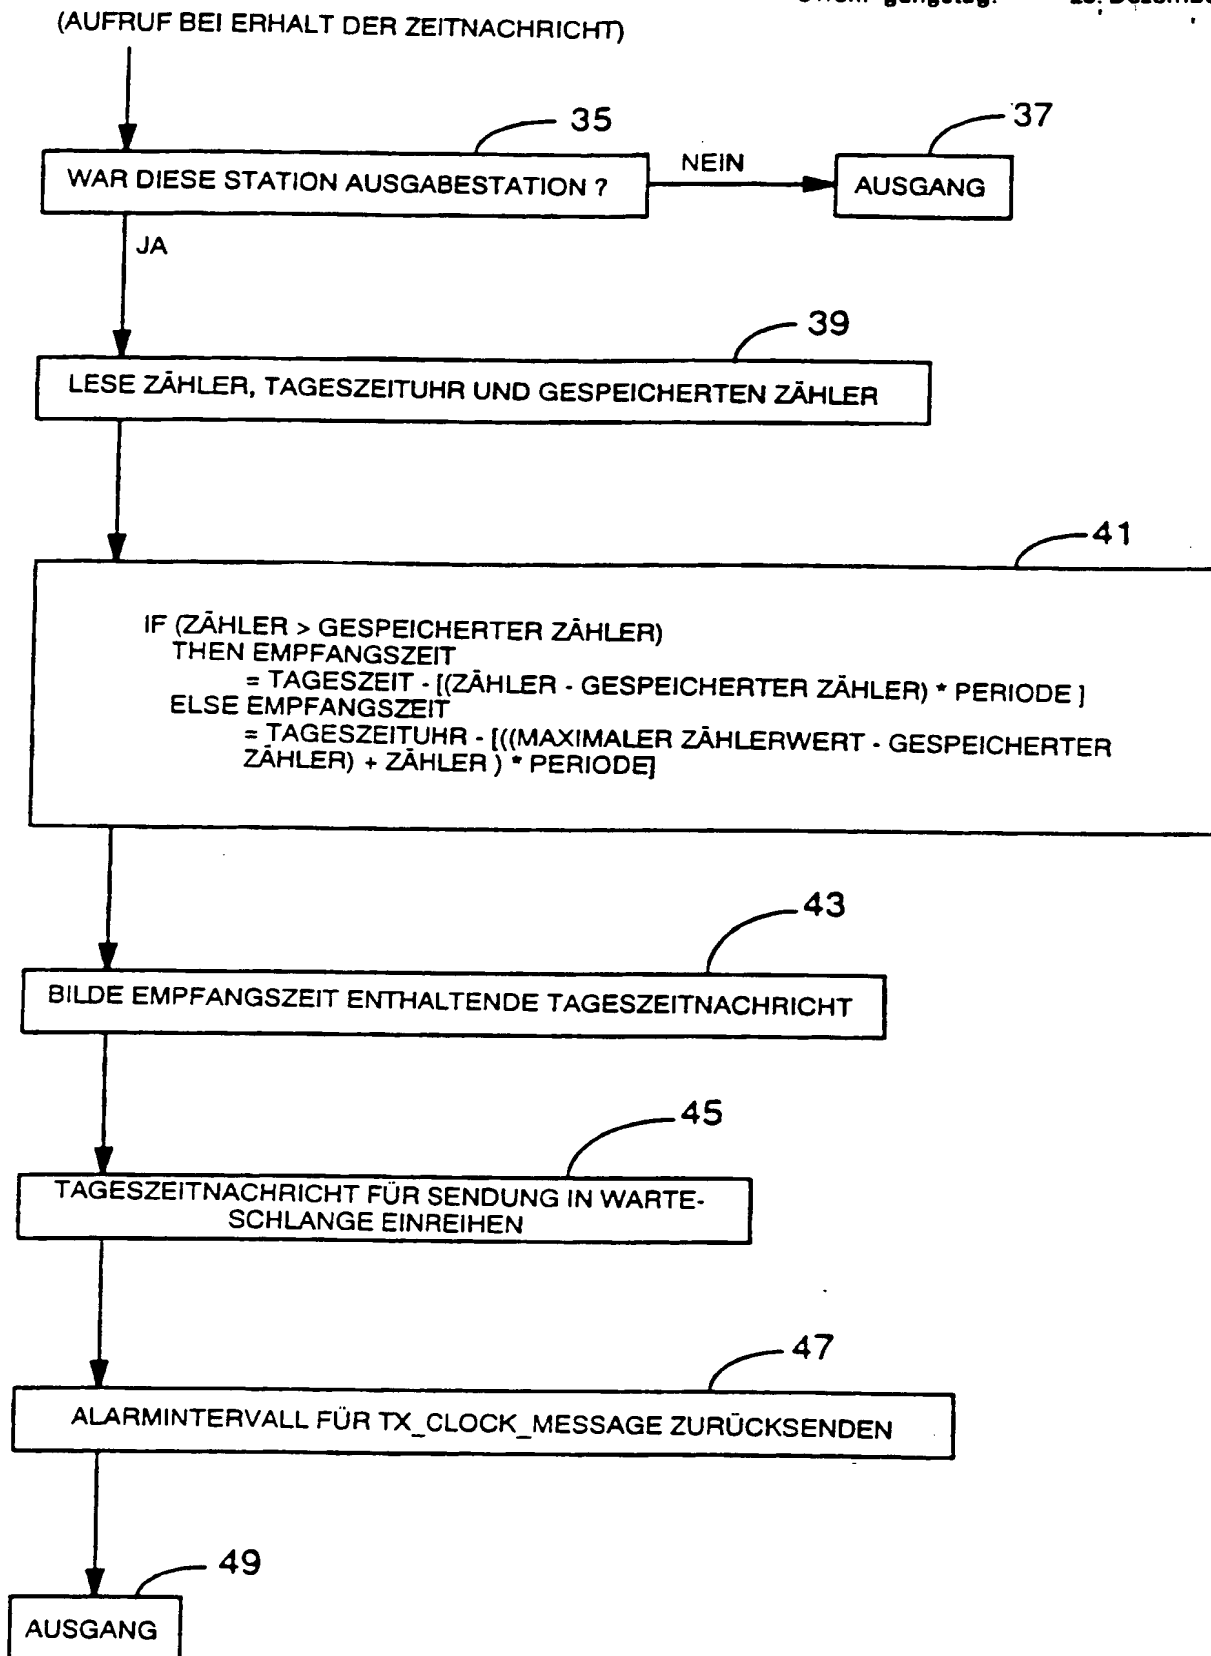 (AUFRUF BEI ERHALT DER ZEITNACHRICHT)
35
37
WAR DIESE STATION AUSGABESTATION ?
NEIN
AUSGANG
JA
39
LESE ZÄHLER, TAGESZEITUHR UND GESPEICHERTEN ZÄHLER
41
IF (ZÄHLER > GESPEICHERTER ZÄHLER)
THEN EMPFANGSZEIT
= TAGESZEIT - [(ZÄHLER - GESPEICHERTER ZÄHLER) * PERIODE ]
ELSE EMPFANGSZEIT
= TAGESZEITUHR - [((MAXIMALER ZÄHLERWERT - GESPEICHERTER
ZÄHLER) + ZÄHLER ) * PERIODE]
43
BILDE EMPFANGSZEIT ENTHALTENDE TAGESZEITNACHRICHT
45
TAGESZEITNACHRICHT FÜR SENDUNG IN WARTE-
SCHLANGE EINREIHEN
47
ALARMINTERVALL FÜR TX_CLOCK_MESSAGE ZURÜCKSENDEN
49
AUSGANG